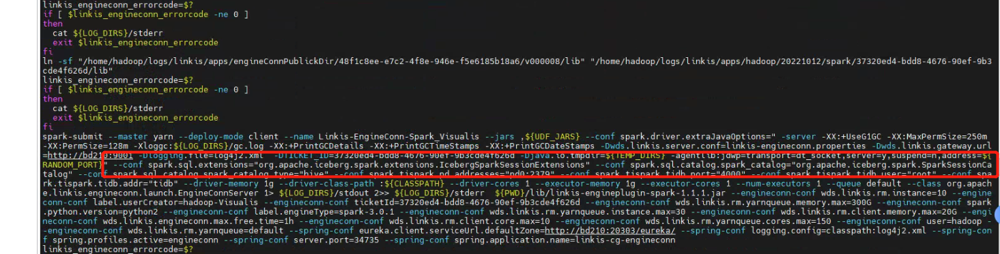 linkis_engineconn_errorcode=$?
if [ $linkis_engineconn_errorcode -ne 0 ]
then
  cat ${LOG_DIRS}/stderr
  exit $linkis_engineconn_errorcode
fi
ln -sf "/home/hadoop/logs/linkis/apps/engineConnPublickDir/48f1c8ee-e7c2-4f8e-946e-f5e6185b18a6/v000008/lib" "/home/hadoop/logs/linkis/apps/hadoop/20221012/spark/37320ed4-bdd8-4676-90ef-9b3
cde4f626d/lib"
linkis_engineconn_errorcode=$?
if [ $linkis_engineconn_errorcode -ne 0 ]
then
  cat ${LOG_DIRS}/stderr
  exit $linkis_engineconn_errorcode
fi
spark-submit --master yarn --deploy-mode client --name Linkis-EngineConn-Spark_Visualis --jars ,${UDF_JARS} --conf spark.driver.extraJavaOptions=" -server -XX:+UseG1GC -XX:MaxPermSize=250m
-XX:PermSize=128m -Xloggc:${LOG_DIRS}/gc.log -XX:+PrintGCDetails -XX:+PrintGCTimeStamps -XX:+PrintGCDateStamps -Dwds.linkis.server.conf=linkis-engineconn.properties -Dwds.linkis.gateway.url
=http://bd210:9001 -Dlogging.file=log4j2.xml -DTICKET_ID=37320ed4-bdd8-4676-90ef-9b3cde4f626d -Djava.io.tmpdir=${TEMP_DIRS} -agentlib:jdwp=transport=dt_socket,server=y,suspend=n,address=${
RANDOM_PORT}" --conf spark.sql.extensions="org.apache.iceberg.spark.extensions.IcebergSparkSessionExtensions" --conf spark.sql.catalog.spark_catalog="org.apache.iceberg.spark.SparkSessionCa
talog" --conf spark.sql.catalog.spark_catalog.type="hive" --conf spark.tispark.pd.addresses="pd0:2379" --conf spark.tispark.tidb.port="4000" --conf spark.tispark.tidb.user="root" --conf spa
rk.tispark.tidb.addr="tidb" --driver-memory 1g --driver-class-path :${CLASSPATH} --driver-cores 1 --executor-memory 1g --executor-cores 1 --num-executors 1 --queue default --class org.apach
e.linkis.engineconn.launch.EngineConnServer 1> ${LOG_DIRS}/stdout 2>> ${LOG_DIRS}/stderr  ${PWD}/lib/linkis-engineplugin-spark-1.1.1.jar --engineconn-conf wds.linkis.rm.instance=10 --engine
conn-conf label.userCreator=hadoop-Visualis --engineconn-conf ticketId=37320ed4-bdd8-4676-90ef-9b3cde4f626d --engineconn-conf wds.linkis.rm.yarnqueue.memory.max=300G --engineconn-conf spark
.python.version=python2 --engineconn-conf label.engineType=spark-3.0.1 --engineconn-conf wds.linkis.rm.yarnqueue.instance.max=30 --engineconn-conf wds.linkis.rm.client.memory.max=20G --engi
neconn-conf wds.linkis.engineconn.max.free.time=1h --engineconn-conf wds.linkis.rm.client.core.max=10 --engineconn-conf wds.linkis.rm.yarnqueue.cores.max=150 --engineconn-conf user=hadoop -
-engineconn-conf wds.linkis.rm.yarnqueue=default --spring-conf eureka.client.serviceUrl.defaultZone=http://bd210:20303/eureka/ --spring-conf logging.config=classpath:log4j2.xml --spring-con
f spring.profiles.active=engineconn --spring-conf server.port=34735 --spring-conf spring.application.name=linkis-cg-engineconn
linkis_engineconn_errorcode=$?